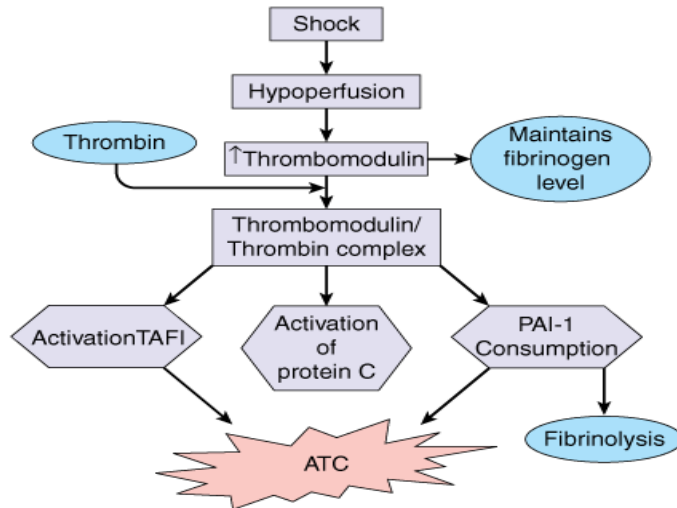 Shock
Hypoperfusion
Thrombin
↑Thrombomodulin
Maintains
fibrinogen
level
Thrombomodulin/
Thrombin complex
ActivationTAFI
Activation
of
protein C
PAI-1
Consumption
ATC
Fibrinolysis